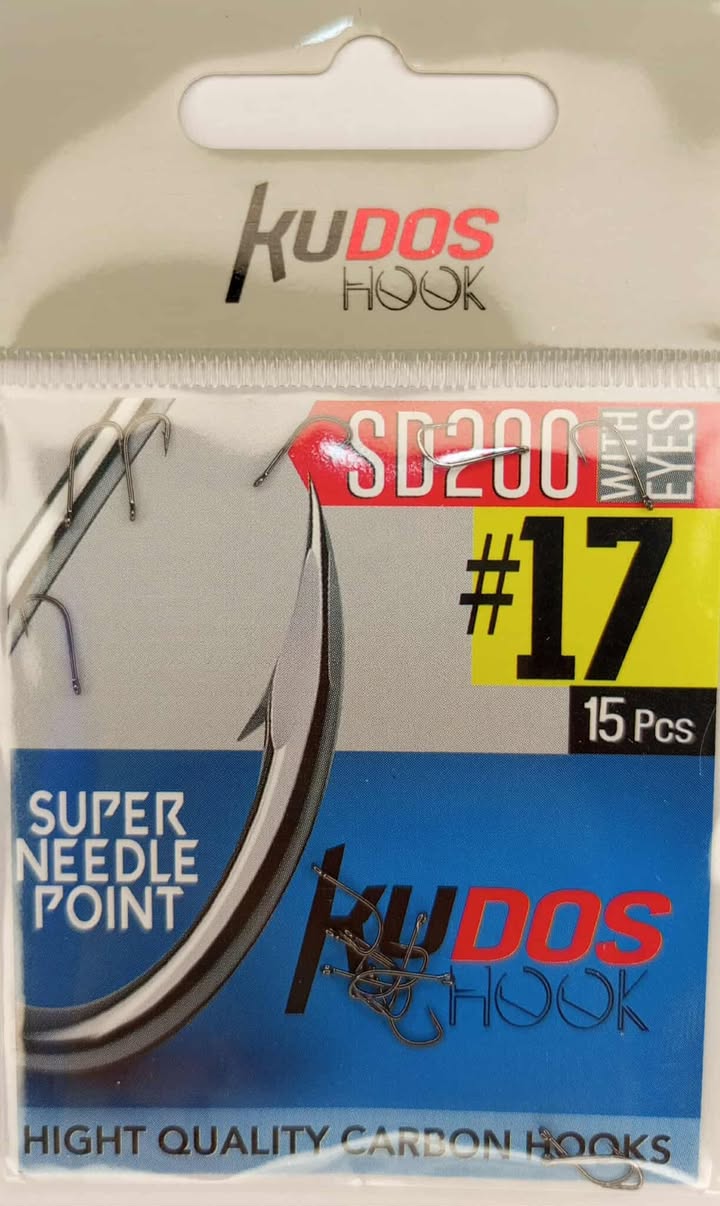 KUDOS
HOOK
SD200 WITH EYES
#17
15 Pcs
SUPER
NEEDLE
POINT
KUDOS
HOOK
HIGHT QUALITY CARBON HOOKS